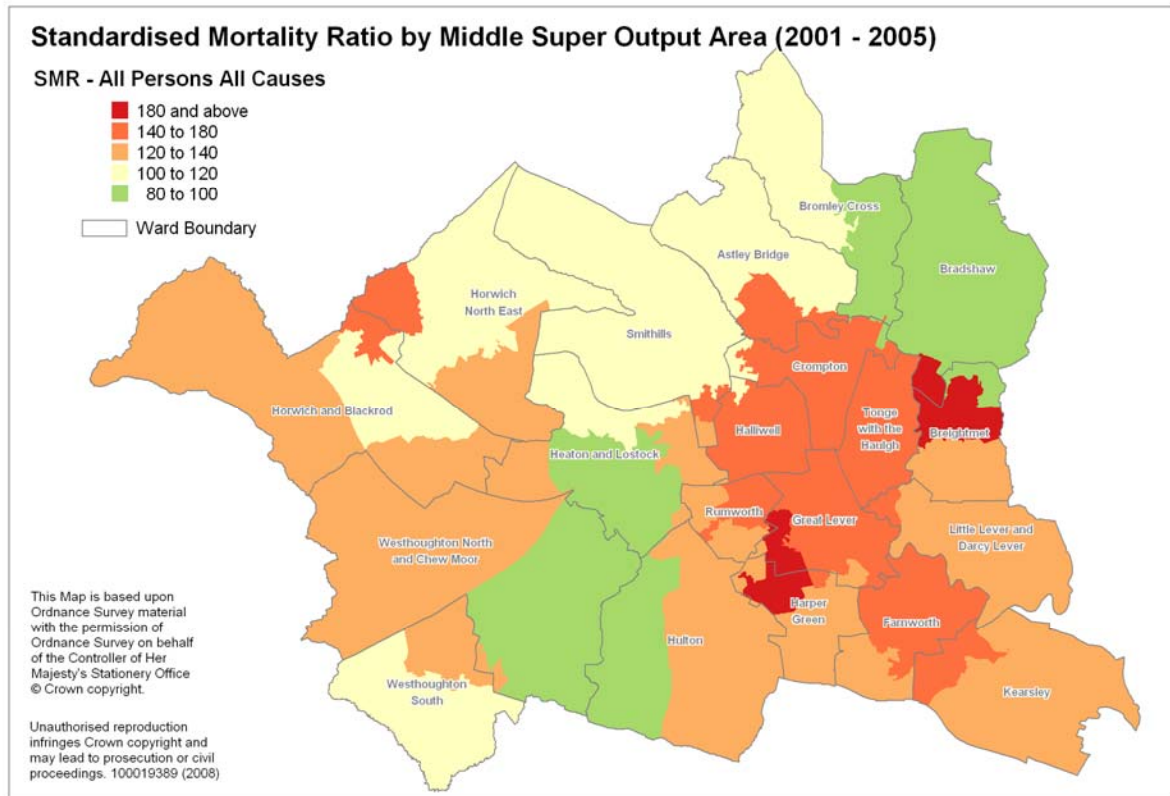 Standardised Mortality Ratio by Middle Super Output Area (2001 - 2005)
SMR - All Persons All Causes
180 and above
140 to 180
120 to 140
100 to 120
80 to 100
Ward Boundary
Bromley Cross
Astley Bridge
Bradshaw
Horwich
North East
Smithills
Crompton
Horwich and Blackrod
Tonge
with the
Haulgh
Halliwell
Breightmet
Heaton and Lostock
Rumworth
Great Lever
Little Lever and
Darcy Lever
Westhoughton North
and Chew Moor
Harper
Green
Farnworth
Hulton
Westhoughton
South
Kearsley
This Map is based upon
Ordnance Survey material
with the permission of
Ordnance Survey on behalf
of the Controller of Her
Majesty's Stationery Office
© Crown copyright.
Unauthorised reproduction
infringes Crown copyright and
may lead to prosecution or civil
proceedings. 100019389 (2008)